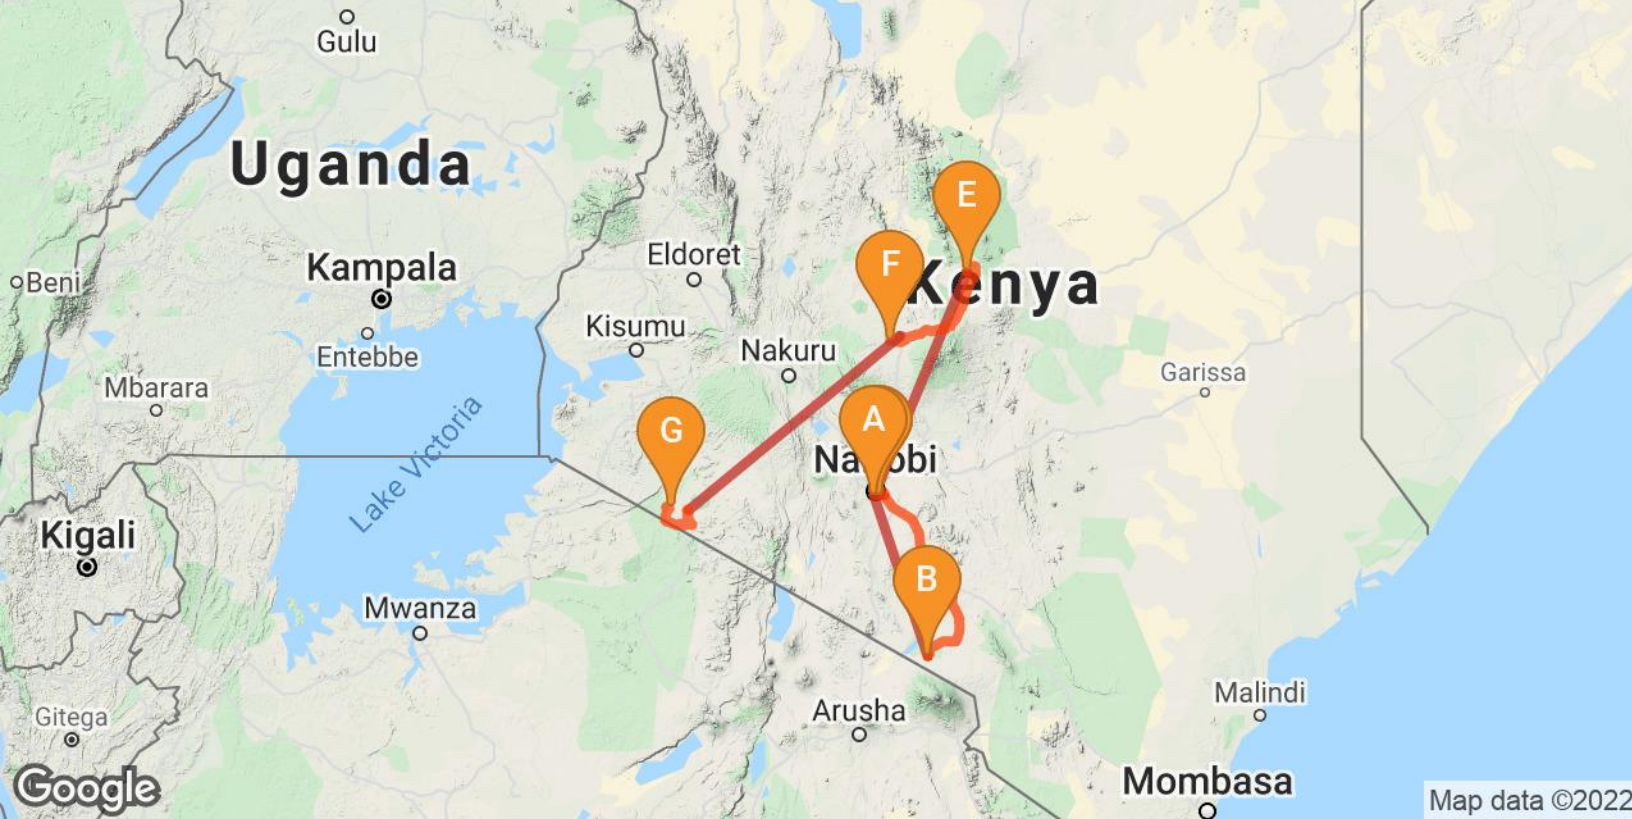 Gulu
Uganda
E
Eldoret
F
Kenya
Kampala
Beni
Kisumu
Entebbe
Nakuru
Mbarara
Garissa
A
G
Lake Victoria
Kigali
B
Mwanza
Malindi
Gitega
Arusha
Mombasa
Google
Map data ©2022